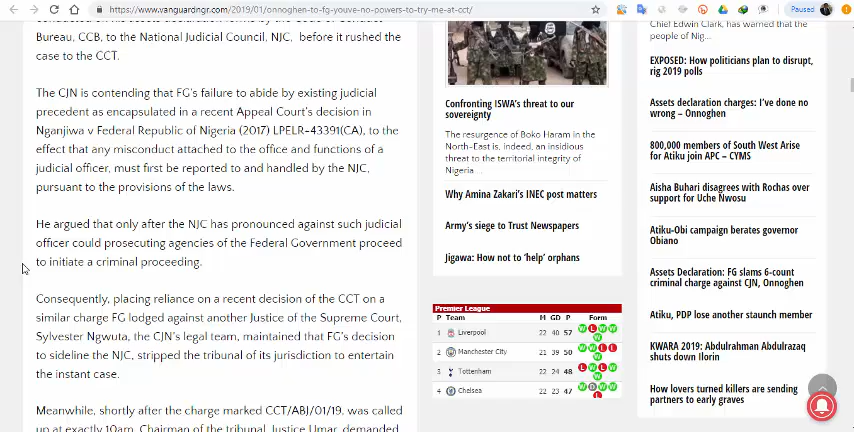 https://www.vanguardngr.com/2019/01/onnoghen-to-fg-youve-no-powers-to-try-me-at-cct/
Paused
Bureau, CCB, to the National Judicial Council, NJC, before it rushed the
case to the CCT.
The CJN is contending that FG's failure to abide by existing judicial
precedent as encapsulated in a recent Appeal Court's decision in
Nganjiwa v Federal Republic of Nigeria (2017) LPELR-43391(CA), to the
effect that any misconduct attached to the office and functions of a
judicial officer, must first be reported to and handled by the NJC,
pursuant to the provisions of the laws.
He argued that only after the NJC has pronounced against such judicial
officer could prosecuting agencies of the Federal Government proceed
to initiate a criminal proceeding.
Consequently, placing reliance on a recent decision of the CCT on a
similar charge FG lodged against another Justice of the Supreme Court,
Sylvester Ngwuta, the CJN's legal team, maintained that FG's decision
to sideline the NJC, stripped the tribunal of its jurisdiction to entertain
the instant case.
Meanwhile, shortly after the charge marked CCT/ABJ/01/19, was called
up at exactly 10am, Chairman of the tribunal, Justice Umar, demanded
Confronting ISWA's threat to our
sovereignty
The resurgence of Boko Haram in the
North-East is, indeed, an insidious
threat to the territorial integrity of
Nigeria ...
Why Amina Zakari's INEC post matters
Army's siege to Trust Newspapers
Jigawa: How not to 'help' orphans
Premier League
P Team H GD P Form
1 Liverpool 22 40 57 W L W W W
2 Manchester City 21 39 50 W W L L W
3 Tottenham 22 24 48 L W L W W
4 Chelsea 22 23 47 W D W W L
Chief Edwin Clark, has warned that the
people of Nig...
EXPOSED: How politicians plan to disrupt,
rig 2019 polls
Assets declaration charges: I've done no
wrong – Onnoghen
800,000 members of South West Arise
for Atiku join APC – CYMS
Aisha Buhari disagrees with Rochas over
support for Uche Nwosu
Atiku-Obi campaign berates governor
Obiano
Assets Declaration: FG slams 6-count
criminal charge against CJN, Onnoghen
Atiku, PDP lose another staunch member
KWARA 2019: Abdulrahman Abdulrazaq
shuts down Ilorin
How lovers turned killers are sending
partners to early graves